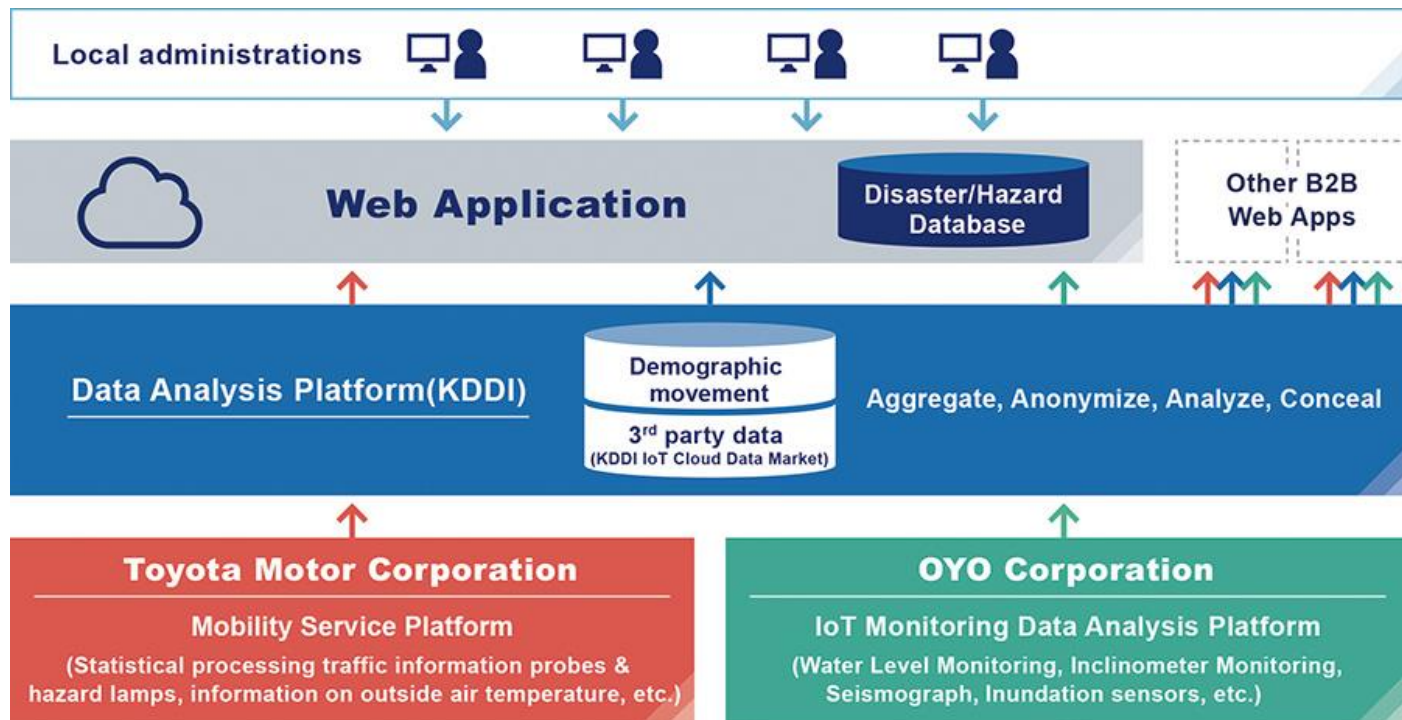 Local administrations
Web Application
Disaster/Hazard
Database
Other B2B
Web Apps
Data Analysis Platform(KDDI)
Demographic
movement
3rd party data
(KDDI IoT Cloud Data Market)
Aggregate, Anonymize, Analyze, Conceal
Toyota Motor Corporation
Mobility Service Platform
(Statistical processing traffic information probes &
hazard lamps, information on outside air temperature, etc.)
OYO Corporation
IoT Monitoring Data Analysis Platform
(Water Level Monitoring, Inclinometer Monitoring,
Seismograph, Inundation sensors, etc.)